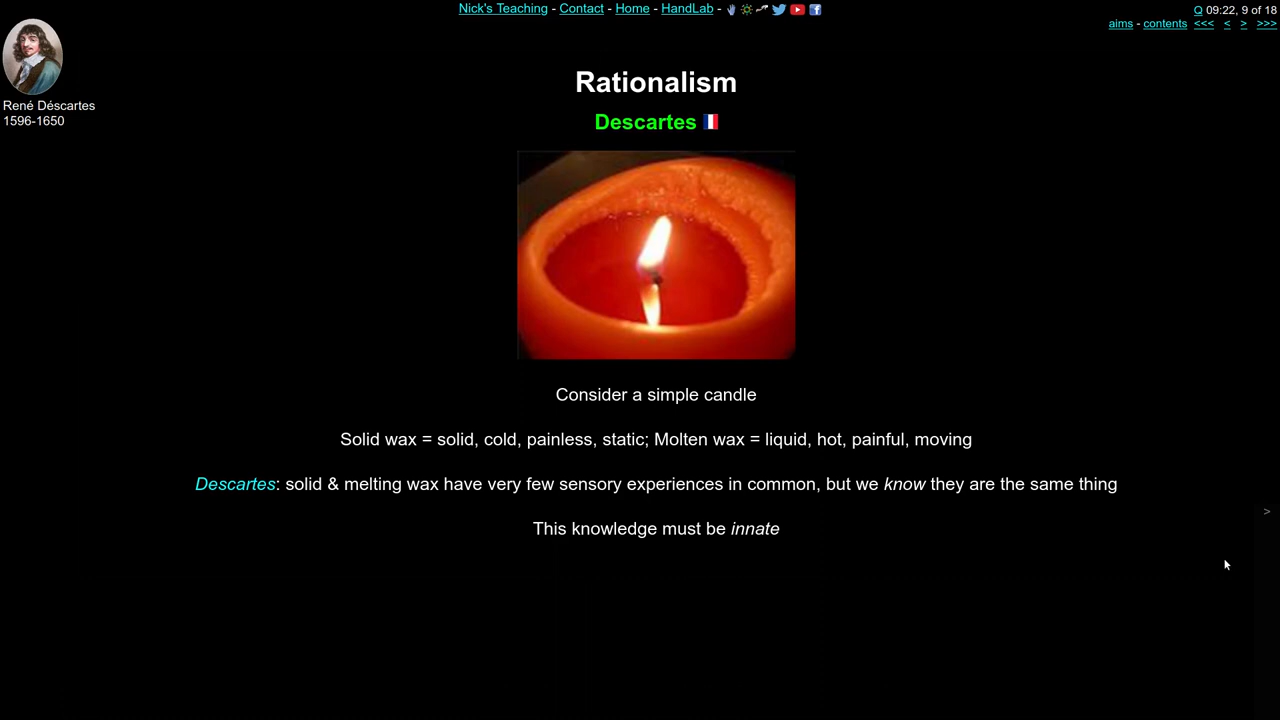 Nick's Teaching - Contact - Home - HandLab -
Q 09:22, 9 of 18
aims - contents <<< < > >>>
René Déscartes
1596-1650
Rationalism
Descartes
Consider a simple candle
Solid wax = solid, cold, painless, static; Molten wax = liquid, hot, painful, moving
Descartes: solid & melting wax have very few sensory experiences in common, but we know they are the same thing
>
This knowledge must be innate